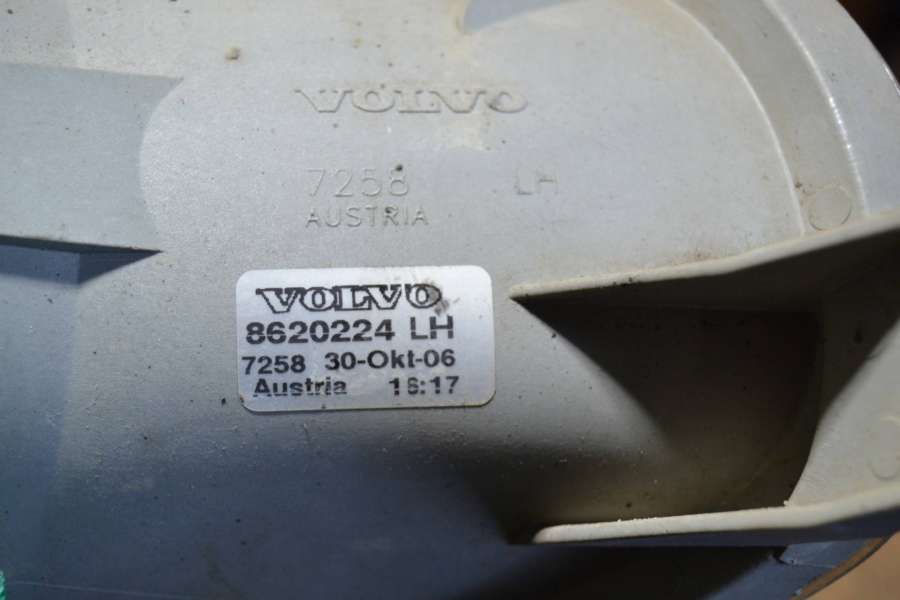 VOLVO
7258 LH
AUSTRIA
VOLVO
8620224 LH
7258 30-Okt-06
Austria 16:17